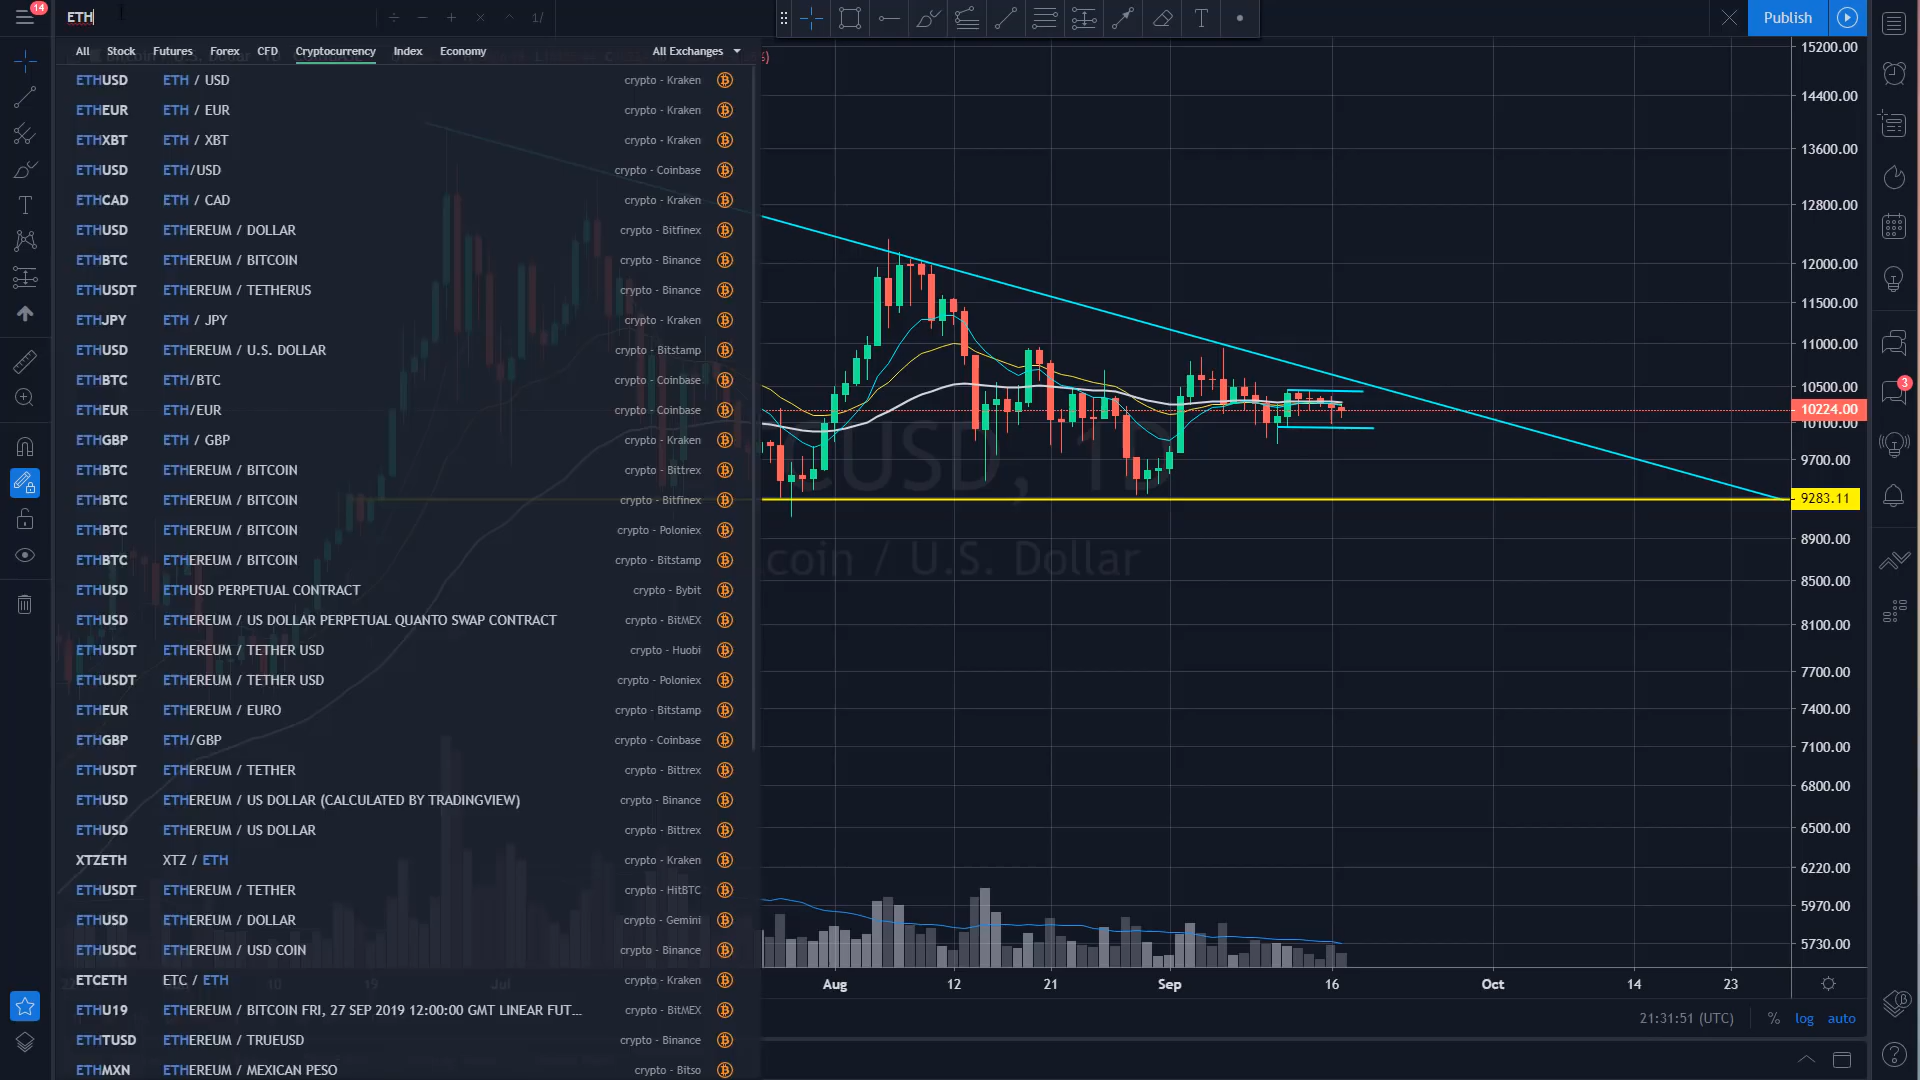 14
ETH
÷ − + × ^ 1/
Publish
All Stock Futures Forex CFD Cryptocurrency Index Economy All Exchanges
ETHUSD ETH / USD crypto - Kraken
ETHEUR ETH / EUR crypto - Kraken
ETHXBT ETH / XBT crypto - Kraken
ETHUSD ETH/USD crypto - Coinbase
ETHCAD ETH / CAD crypto - Kraken
ETHUSD ETHEREUM / DOLLAR crypto - Bitfinex
ETHBTC ETHEREUM / BITCOIN crypto - Binance
ETHUSDT ETHEREUM / TETHERUS crypto - Binance
ETHJPY ETH / JPY crypto - Kraken
ETHUSD ETHEREUM / U.S. DOLLAR crypto - Bitstamp
ETHBTC ETH/BTC crypto - Coinbase
ETHEUR ETH/EUR crypto - Coinbase
ETHGBP ETH / GBP crypto - Kraken
ETHBTC ETHEREUM / BITCOIN crypto - Bittrex
ETHBTC ETHEREUM / BITCOIN crypto - Bitfinex
ETHBTC ETHEREUM / BITCOIN crypto - Poloniex
ETHBTC ETHEREUM / BITCOIN crypto - Bitstamp
ETHUSD ETHUSD PERPETUAL CONTRACT crypto - Bybit
ETHUSD ETHEREUM / US DOLLAR PERPETUAL QUANTO SWAP CONTRACT crypto - BitMEX
ETHUSDT ETHEREUM / TETHER USD crypto - Huobi
ETHUSDT ETHEREUM / TETHER USD crypto - Poloniex
ETHEUR ETHEREUM / EURO crypto - Bitstamp
ETHGBP ETH/GBP crypto - Coinbase
ETHUSDT ETHEREUM / TETHER crypto - Bittrex
ETHUSD ETHEREUM / US DOLLAR (CALCULATED BY TRADINGVIEW) crypto - Binance
ETHUSD ETHEREUM / US DOLLAR crypto - Bittrex
XTZETH XTZ / ETH crypto - Kraken
ETHUSDT ETHEREUM / TETHER crypto - HitBTC
ETHUSD ETHEREUM / DOLLAR crypto - Gemini
ETHUSDC ETHEREUM / USD COIN crypto - Binance
ETCETH ETC / ETH crypto - Kraken
ETHU19 ETHEREUM / BITCOIN FRI, 27 SEP 2019 12:00:00 GMT LINEAR FUT... crypto - BitMEX
ETHTUSD ETHEREUM / TRUEUSD crypto - Binance
ETHMXN ETHEREUM / MEXICAN PESO crypto - Bitso
CUSD, 1D
coin / U.S. Dollar
15200.00
14400.00
13600.00
12800.00
12000.00
11500.00
11000.00
10500.00
10224.00
10100.00
9700.00
9283.11
8900.00
8500.00
8100.00
7700.00
7400.00
7100.00
6800.00
6500.00
6220.00
5970.00
5730.00
19 Jul Aug 12 21 Sep 16 Oct 14 23
21:31:51 (UTC) % log auto
3